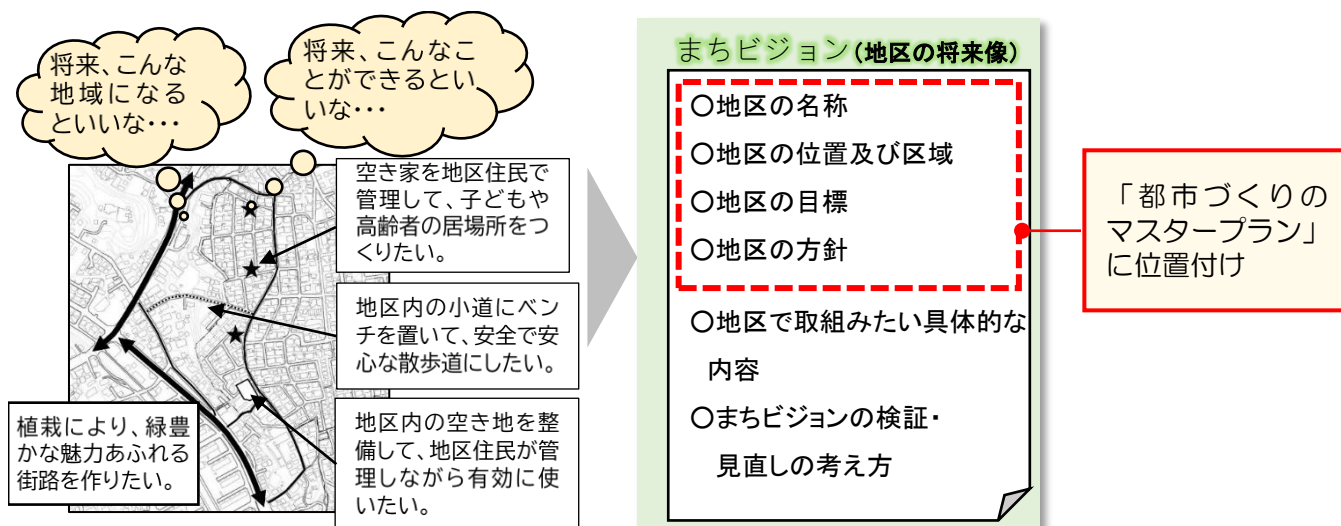 将来、こんな
地域になる
といいな・・・
将来、こんなこ
とができるとい
いな・・・
空き家を地区住民で
管理して、子どもや
高齢者の居場所をつ
くりたい。
地区内の小道にベン
チを置いて、安全で安
心な散歩道にしたい。
植栽により、緑豊
かな魅力あふれる
街路を作りたい。
地区内の空き地を整
備して、地区住民が管
理しながら有効に使
いたい。
まちビジョン(地区の将来像)
○地区の名称
○地区の位置及び区域
○地区の目標
○地区の方針
○地区で取組みたい具体的な
内容
○まちビジョンの検証・
見直しの考え方
「都市づくりの
マスタープラン」
に位置付け